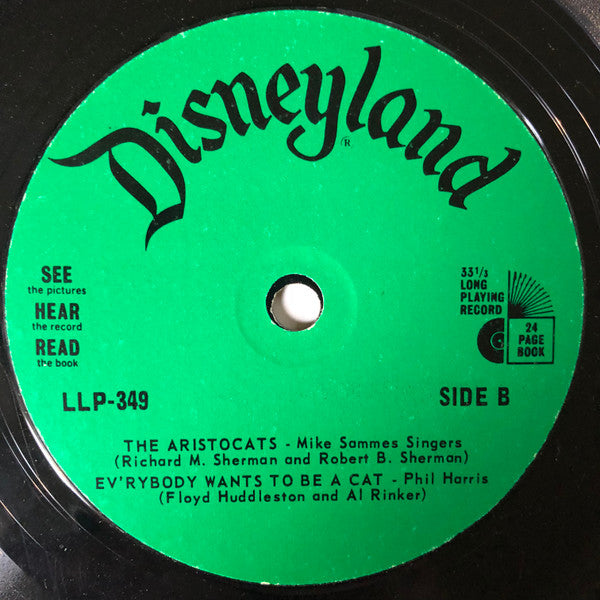 Disneyland
®
SEE
the pictures
HEAR
the record
READ
the book
33 1/3
LONG
PLAYING
RECORD
24
PAGE
BOOK
LLP-349
SIDE B
THE ARISTOCATS - Mike Sammes Singers
(Richard M. Sherman and Robert B. Sherman)
EV'RYBODY WANTS TO BE A CAT - Phil Harris
(Floyd Huddleston and Al Rinker)